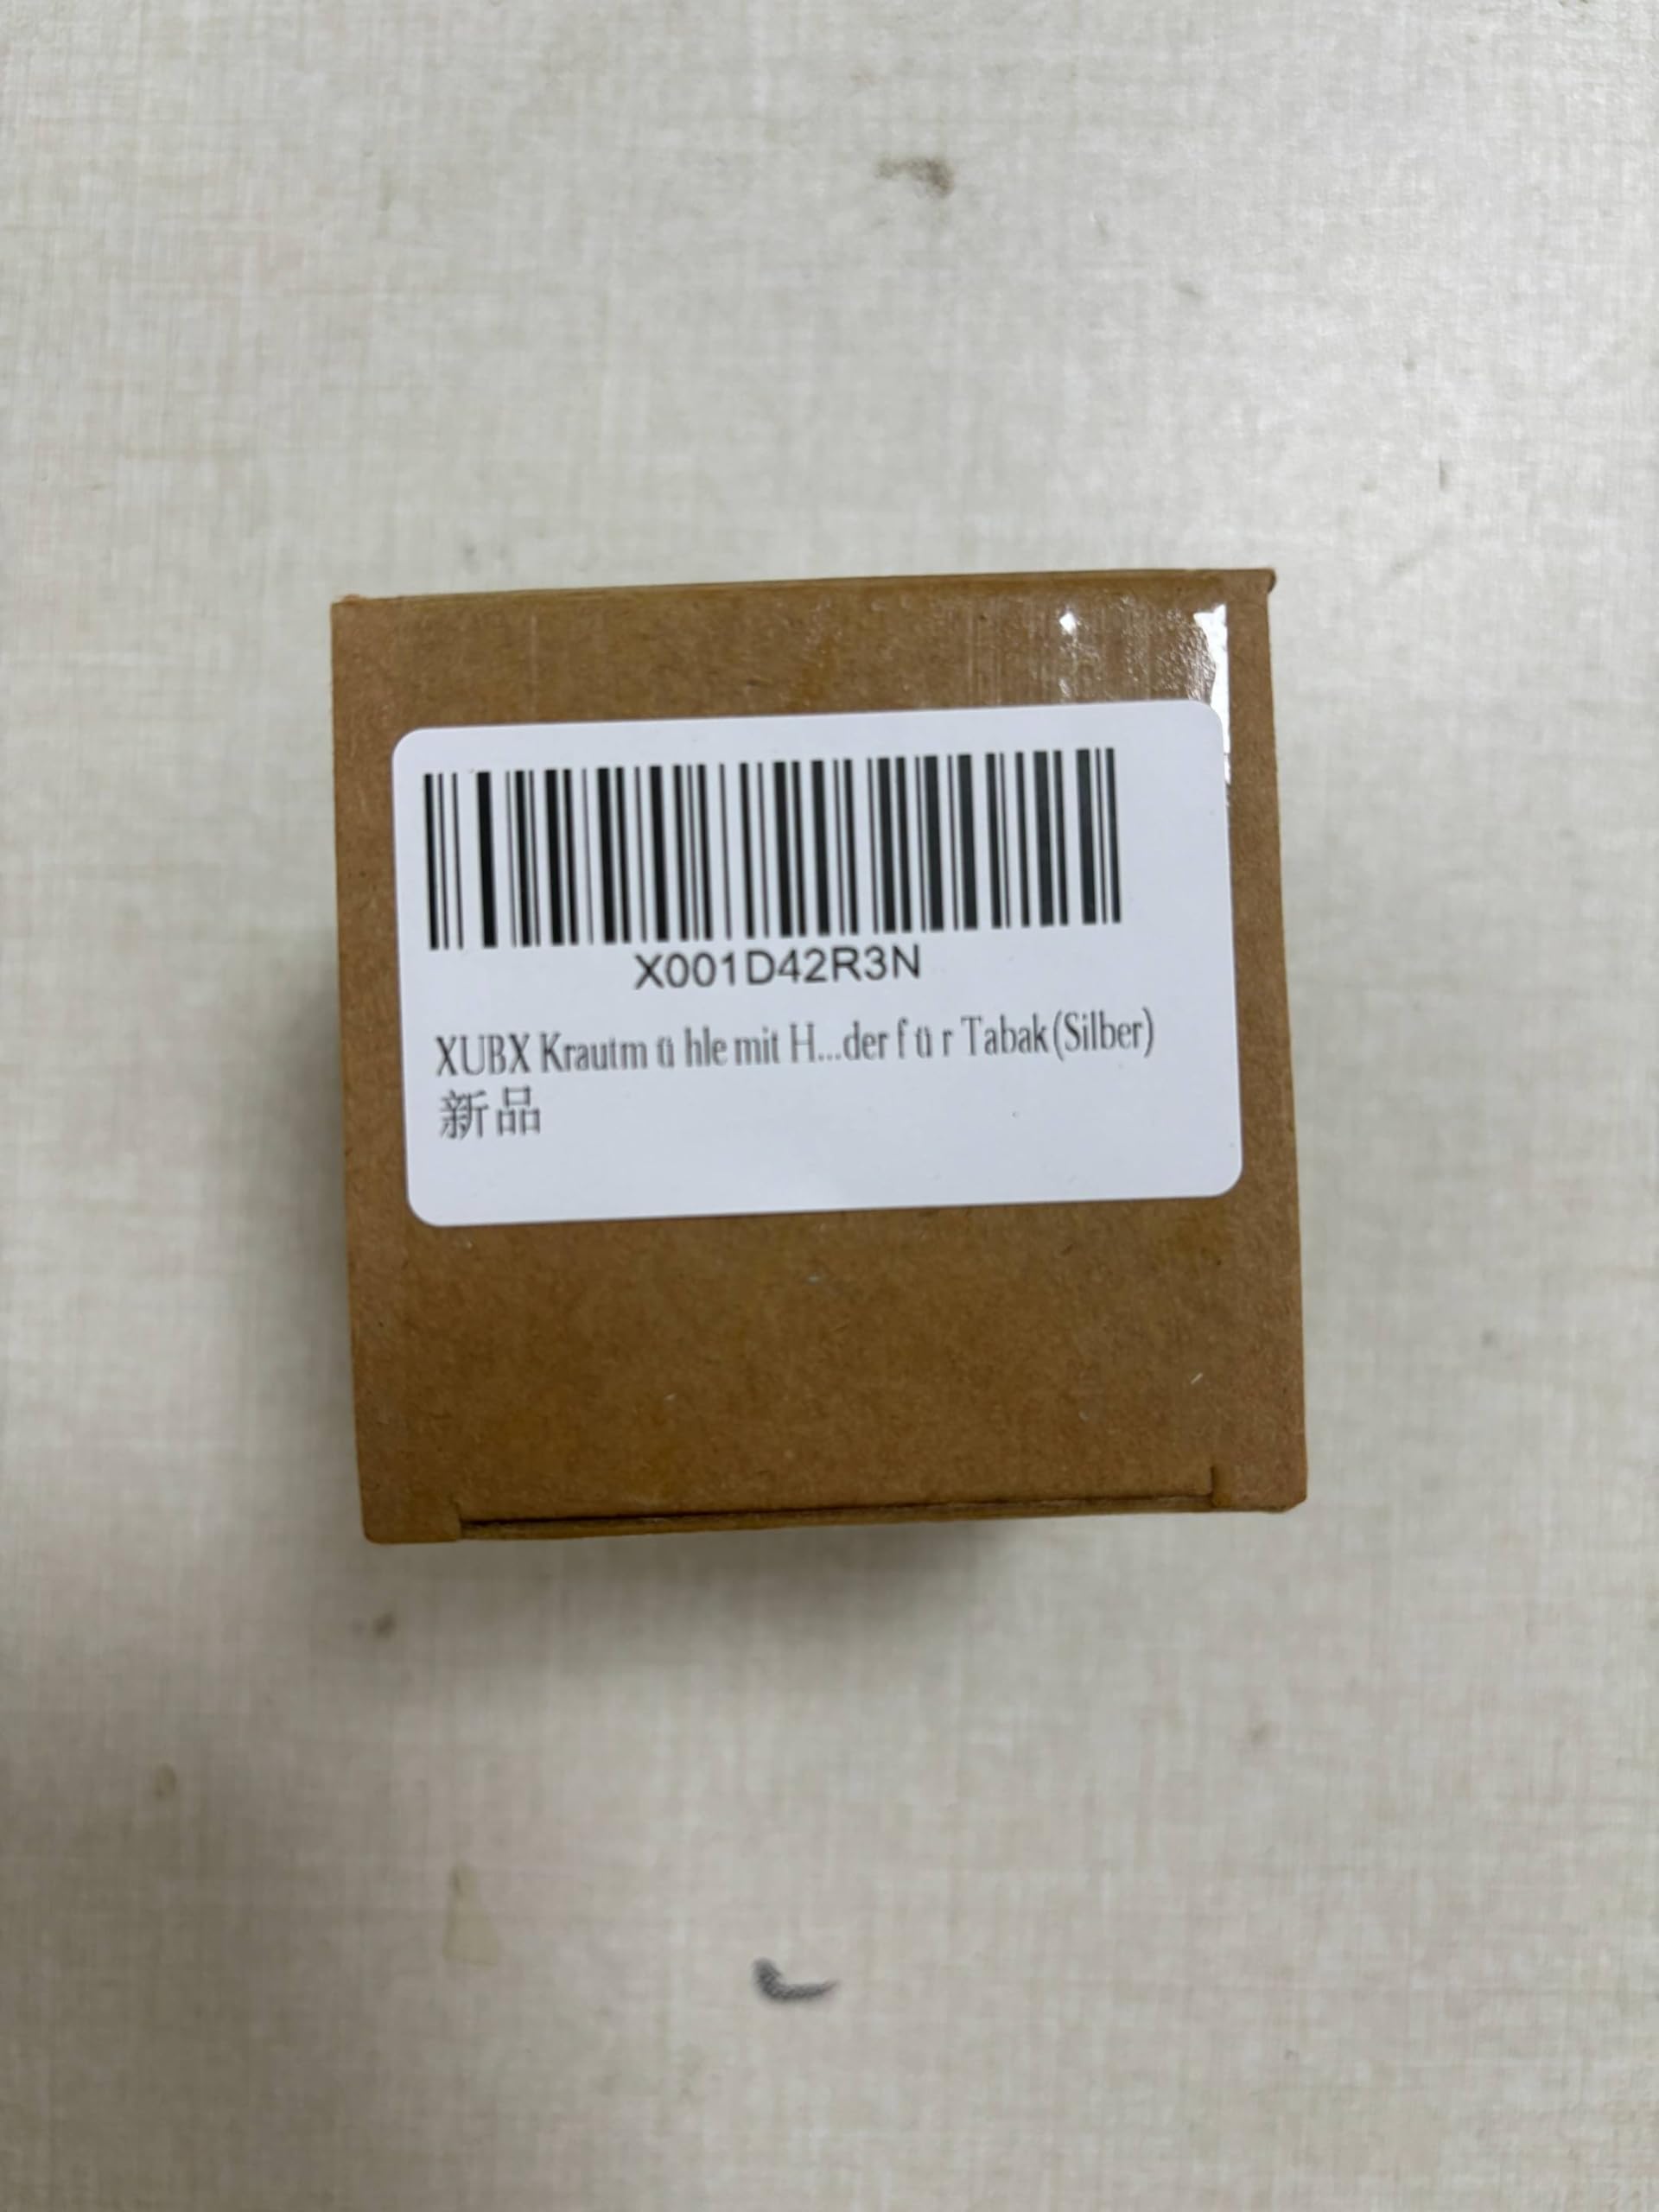 X001D42R3N
XUBX Krautm ü hle mit H...der f ü r Tabak(Silber)
新品